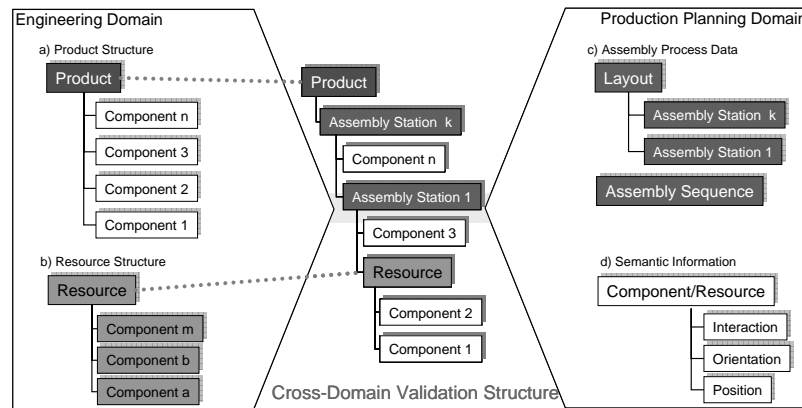 Engineering Domain
a) Product Structure
Product
Component n
Component 3
Component 2
Component 1
b) Resource Structure
Resource
Component m
Component b
Component a
Product
Assembly Station k
Component n
Assembly Station 1
Component 3
Resource
Component 2
Component 1
Cross-Domain Validation Structure
Production Planning Domain
c) Assembly Process Data
Layout
Assembly Station k
Assembly Station 1
Assembly Sequence
d) Semantic Information
Component/Resource
Interaction
Orientation
Position